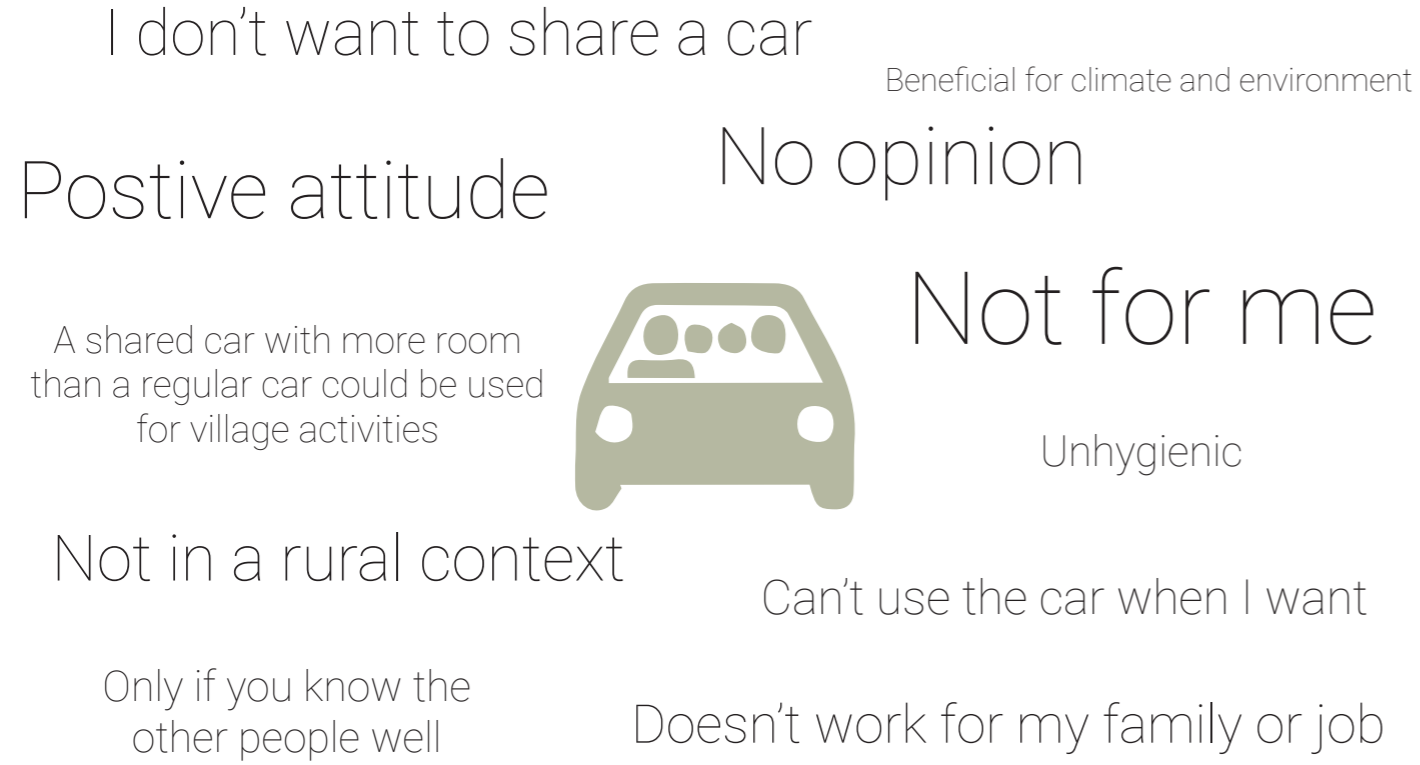 I don’t want to share a car
Beneficial for climate and environment
No opinion
Postive attitude
Not for me
A shared car with more room
than a regular car could be used
for village activities
Unhygienic
Not in a rural context
Can’t use the car when I want
Only if you know the
other people well
Doesn’t work for my family or job